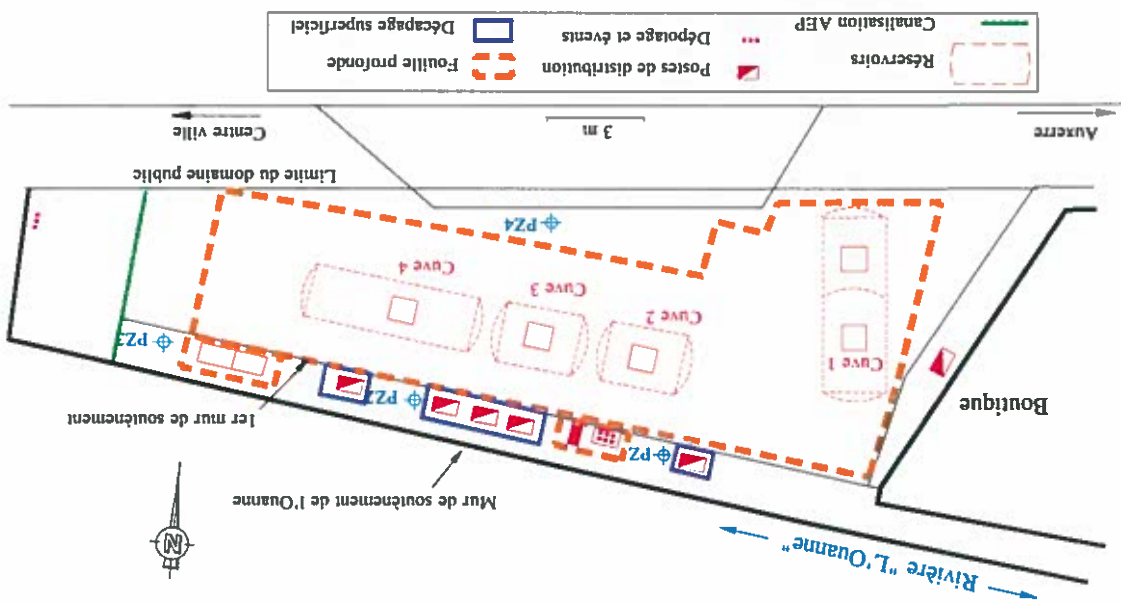 Rivière "L'Ouanne"
N
Mur de soutènement de l'Ouanne
Boutique
1er mur de soutènement
PZ
PZ2
PZ3
Cuve 1
Cuve 2
Cuve 3
Cuve 4
PZ4
Limite du domaine public
Auxerre
3 m
Centre ville
Réservoirs
Postes de distribution
Fouille profonde
Canalisation AEP
Dépotage et évents
Décapage superficiel